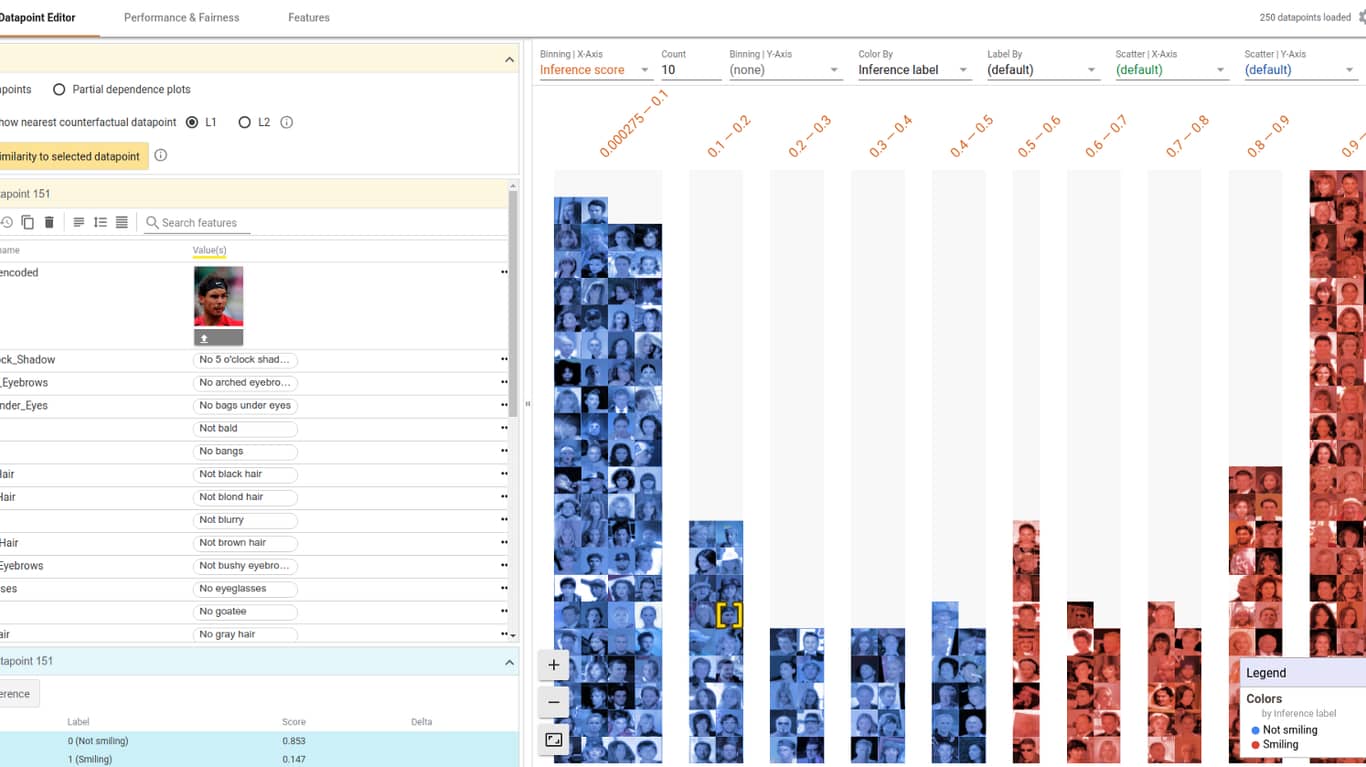 Datapoint Editor
Performance & Fairness
Features
250 datapoints loaded
Binning | X-Axis
Inference score
Count
10
Binning | Y-Axis
(none)
Color By
Inference label
Label By
(default)
Scatter | X-Axis
(default)
Scatter | Y-Axis
(default)
points
Partial dependence plots
how nearest counterfactual datapoint
L1
L2
imilarity to selected datapoint
tapoint 151
Search features
ame
Value(s)
encoded
ock_Shadow
No 5 o'clock shad...
_Eyebrows
No arched eyebro...
nder_Eyes
No bags under eyes
Not bald
No bangs
Hair
Not black hair
Hair
Not blond hair
Not blurry
Hair
Not brown hair
Eyebrows
Not bushy eyebro...
ses
No eyeglasses
No goatee
air
No gray hair
tapoint 151
erence
Label
Score
Delta
0 (Not smiling)
0.853
1 (Smiling)
0.147
0.000275 – 0.1
0.1 – 0.2
0.2 – 0.3
0.3 – 0.4
0.4 – 0.5
0.5 – 0.6
0.6 – 0.7
0.7 – 0.8
0.8 – 0.9
0.9 –
Legend
Colors
by Inference label
Not smiling
Smiling